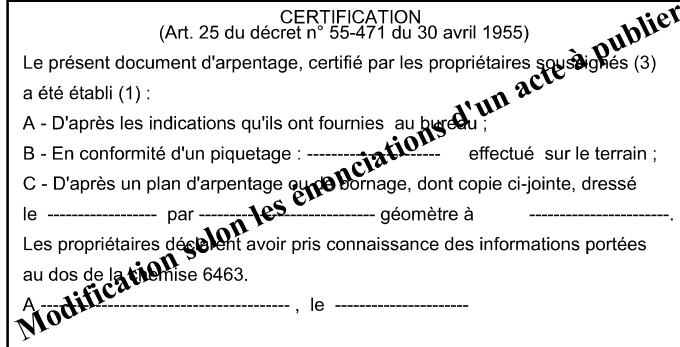 CERTIFICATION
(Art. 25 du décret n° 55-471 du 30 avril 1955)
Le présent document d'arpentage, certifié par les propriétaires soussignés (3)
a été établi (1) :
A - D'après les indications qu'ils ont fournies au bureau ;
B - En conformité d'un piquetage : ---------------------- effectué sur le terrain ;
C - D'après un plan d'arpentage ou de bornage, dont copie ci-jointe, dressé
le ------------------ par ----------------------------- géomètre à -----------------------.
Les propriétaires déclarent avoir pris connaissance des informations portées
au dos de la chemise 6463.
A ----------------------------------------- , le ----------------------
Modification selon les énonciations d'un acte à publier